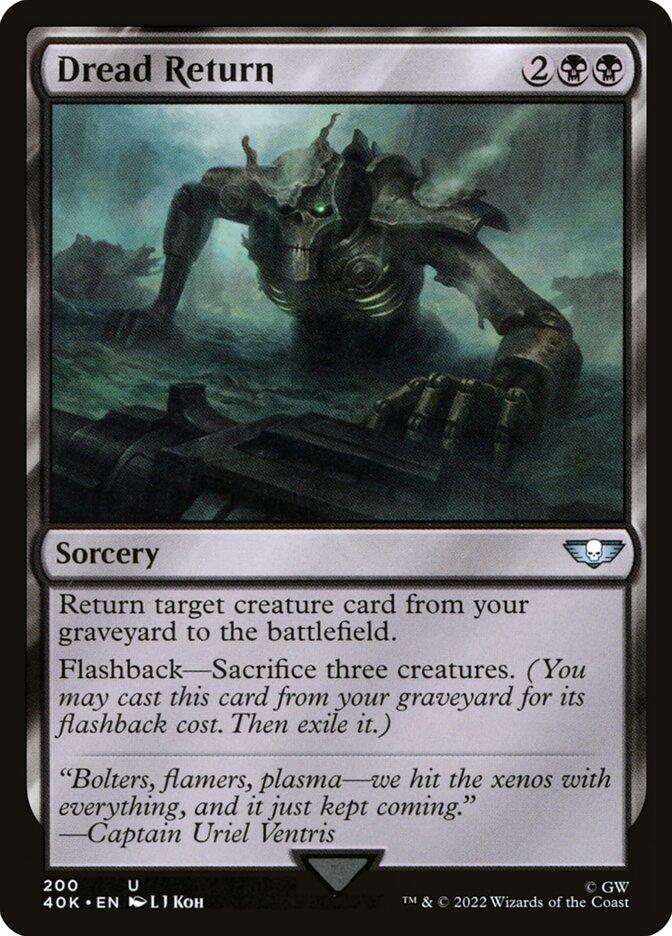 Dread Return 2
Sorcery
Return target creature card from your
graveyard to the battlefield.
Flashback—Sacrifice three creatures. (You
may cast this card from your graveyard for its
flashback cost. Then exile it.)
“Bolters, flamers, plasma—we hit the xenos with
everything, and it just kept coming.”
—Captain Uriel Ventris
200 U © GW
40K • EN LJ Koh ™ & © 2022 Wizards of the Coast